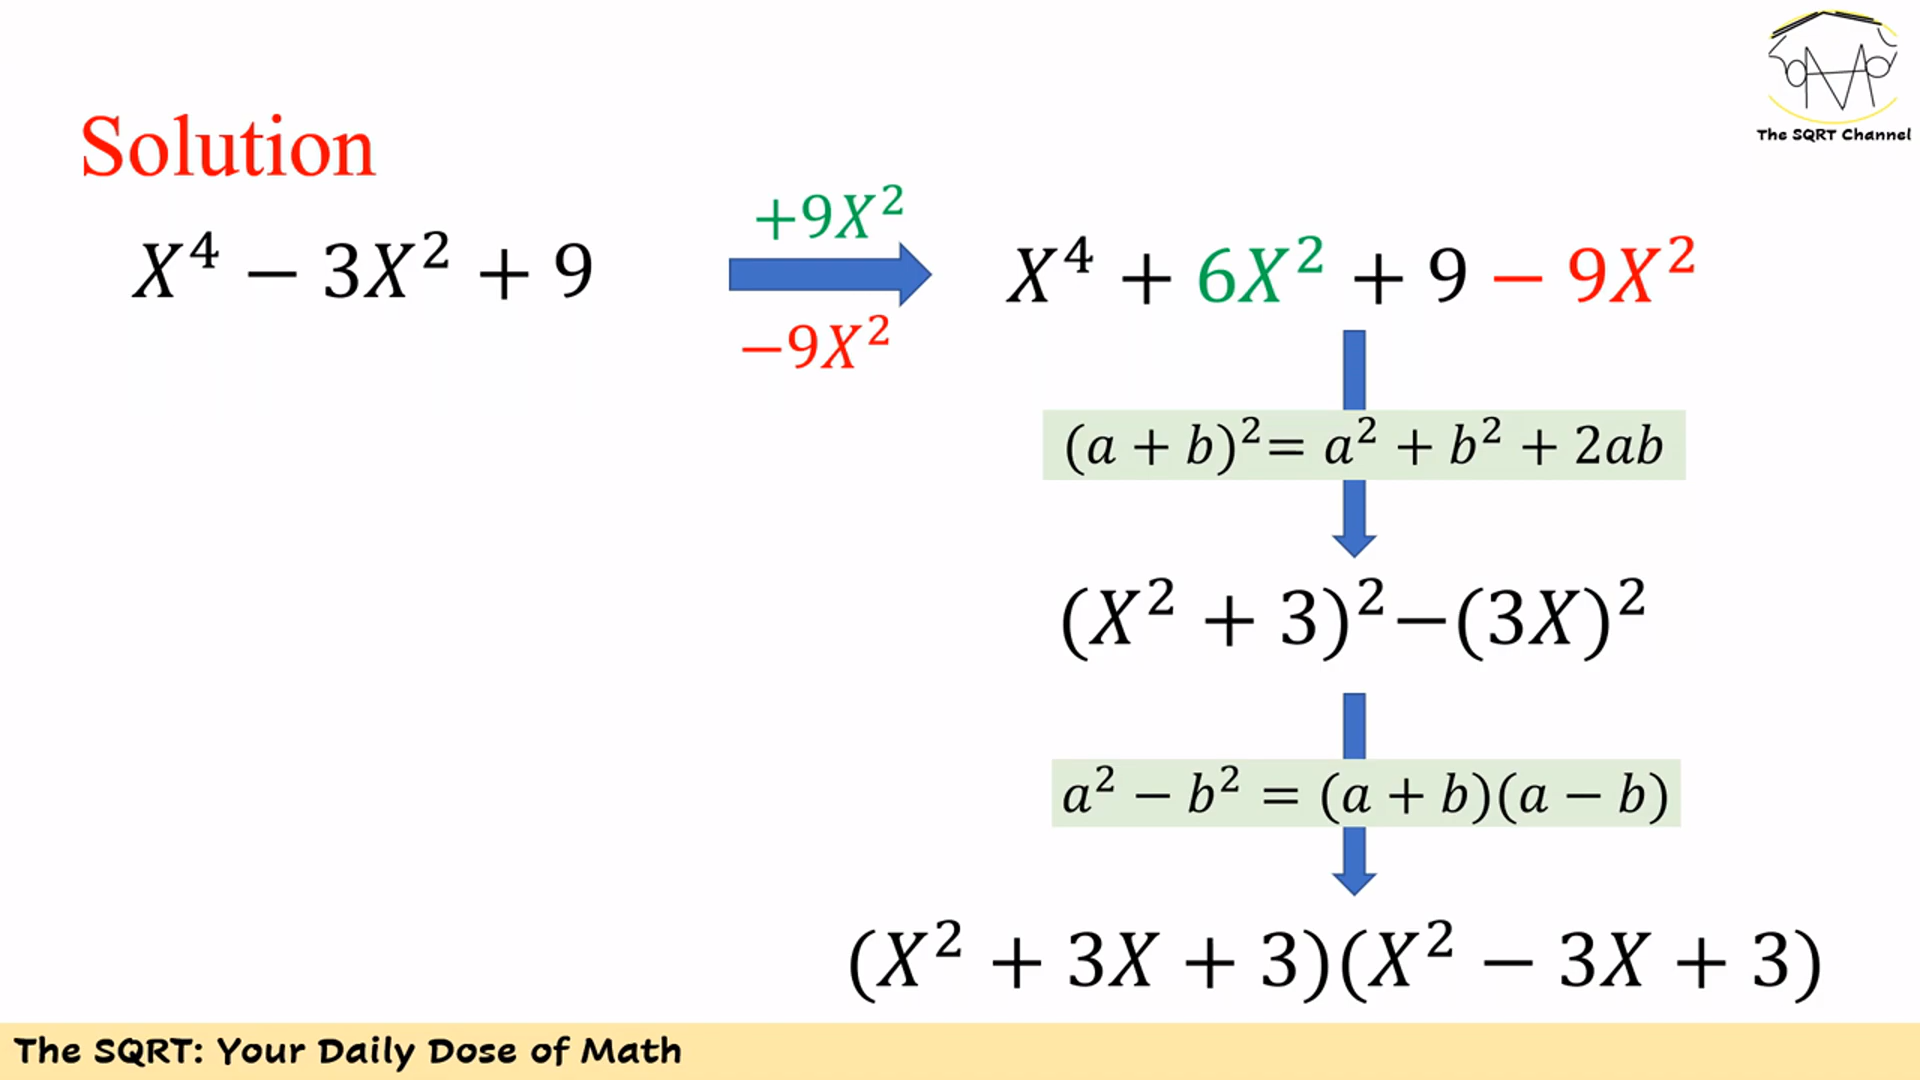 The SQRT Channel
Solution
X⁴ − 3X² + 9
+9X²
−9X²
X⁴ + 6X² + 9 − 9X²
(a + b)²= a² + b² + 2ab
(X² + 3)²−(3X)²
a² − b² = (a + b)(a − b)
(X² + 3X + 3)(X² − 3X + 3)
The SQRT: Your Daily Dose of Math